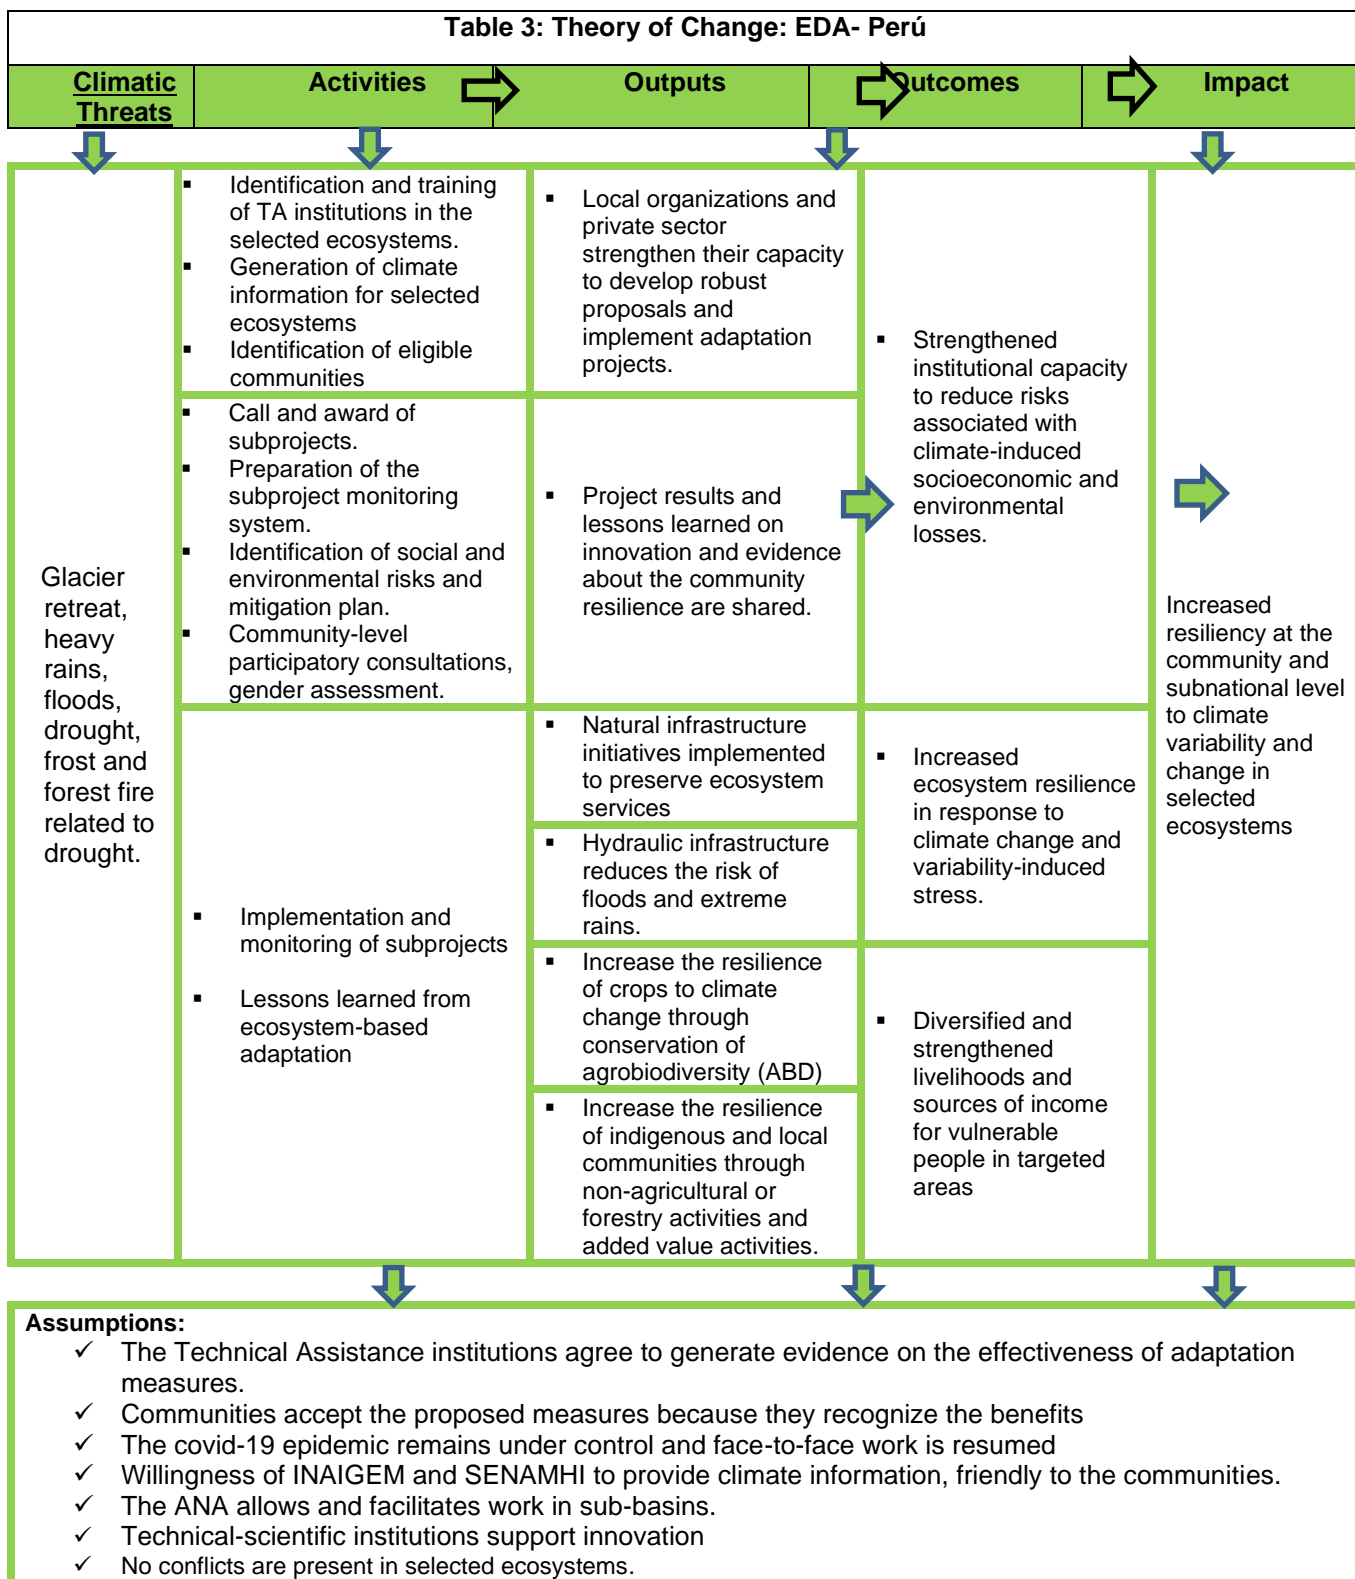 Table 3: Theory of Change: EDA- Perú
Climatic
Threats
Activities
Outputs
Outcomes
Impact
Glacier
retreat,
heavy
rains,
floods,
drought,
frost and
forest fire
related to
drought.
▪ Identification and training
of TA institutions in the
selected ecosystems.
▪ Generation of climate
information for selected
ecosystems
▪ Identification of eligible
communities
▪ Call and award of
subprojects.
▪ Preparation of the
subproject monitoring
system.
▪ Identification of social and
environmental risks and
mitigation plan.
▪ Community-level
participatory consultations,
gender assessment.
▪ Implementation and
monitoring of subprojects
▪ Lessons learned from
ecosystem-based
adaptation
▪ Local organizations and
private sector
strengthen their capacity
to develop robust
proposals and
implement adaptation
projects.
▪ Project results and
lessons learned on
innovation and evidence
about the community
resilience are shared.
▪ Natural infrastructure
initiatives implemented
to preserve ecosystem
services
▪ Hydraulic infrastructure
reduces the risk of
floods and extreme
rains.
▪ Increase the resilience
of crops to climate
change through
conservation of
agrobiodiversity (ABD)
▪ Increase the resilience
of indigenous and local
communities through
non-agricultural or
forestry activities and
added value activities.
▪ Strengthened
institutional capacity
to reduce risks
associated with
climate-induced
socioeconomic and
environmental
losses.
▪ Increased
ecosystem resilience
in response to
climate change and
variability-induced
stress.
▪ Diversified and
strengthened
livelihoods and
sources of income
for vulnerable
people in targeted
areas
Increased
resiliency at the
community and
subnational level
to climate
variability and
change in
selected
ecosystems
Assumptions:
✓ The Technical Assistance institutions agree to generate evidence on the effectiveness of adaptation
measures.
✓ Communities accept the proposed measures because they recognize the benefits
✓ The covid-19 epidemic remains under control and face-to-face work is resumed
✓ Willingness of INAIGEM and SENAMHI to provide climate information, friendly to the communities.
✓ The ANA allows and facilitates work in sub-basins.
✓ Technical-scientific institutions support innovation
✓ No conflicts are present in selected ecosystems.